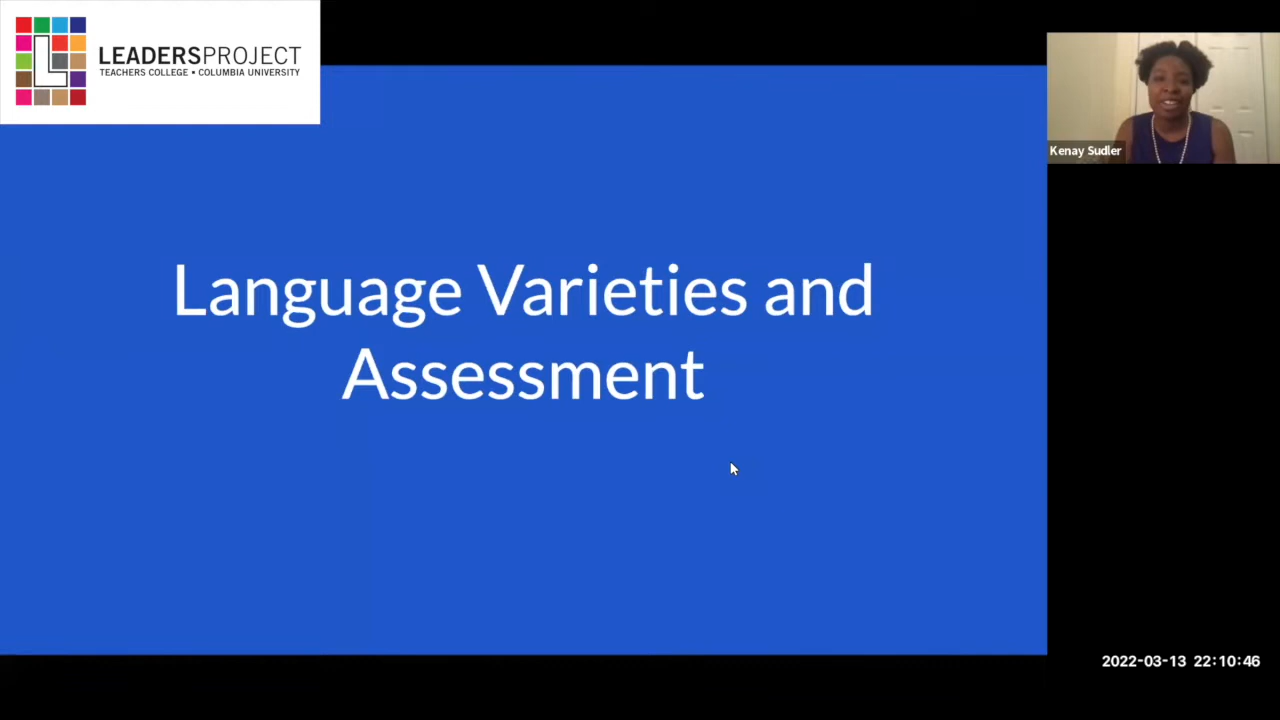 LEADERSPROJECT
TEACHERS COLLEGE ▪ COLUMBIA UNIVERSITY
Kenay Sudler
Language Varieties and
Assessment
2022-03-13 22:10:46